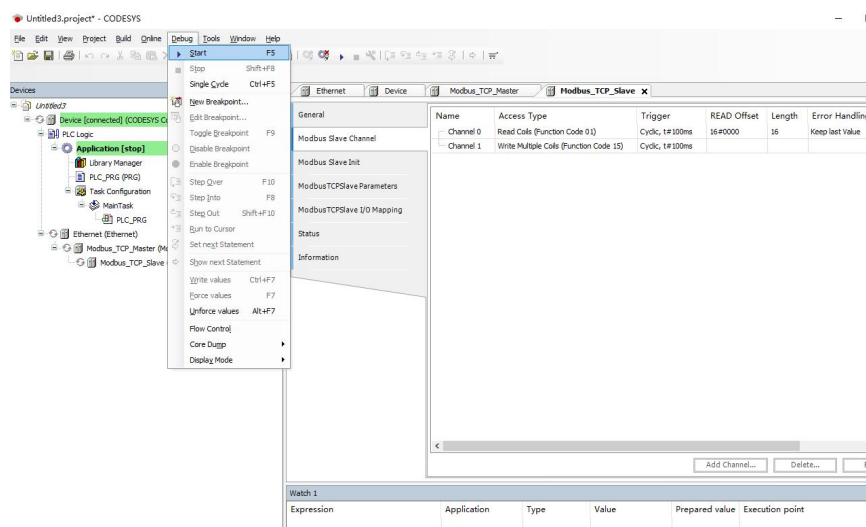 Untitled3.project* - CODESYS
File Edit View Project Build Online Debug Tools Window Help
Start F5
Stop Shift+F8
Single Cycle Ctrl+F5
New Breakpoint...
Edit Breakpoint...
Toggle Breakpoint F9
Disable Breakpoint
Enable Breakpoint
Step Over F10
Step Into F8
Step Out Shift+F10
Run to Cursor
Set next Statement
Show next Statement
Write values Ctrl+F7
Force values F7
Unforce values Alt+F7
Flow Control
Core Dump
Display Mode
Devices
Untitled3
Device [connected] (CODESYS Co
PLC Logic
Application [stop]
Library Manager
PLC_PRG (PRG)
Task Configuration
MainTask
PLC_PRG
Ethernet (Ethernet)
Modbus_TCP_Master (Mo
Modbus_TCP_Slave
Ethernet Device Modbus_TCP_Master Modbus_TCP_Slave
General
Modbus Slave Channel
Modbus Slave Init
ModbusTCPSlave Parameters
ModbusTCPSlave I/O Mapping
Status
Information
Name Access Type Trigger READ Offset Length Error Handling
Channel 0 Read Coils (Function Code 01) Cyclic, t#100ms 16#0000 16 Keep last Value
Channel 1 Write Multiple Coils (Function Code 15) Cyclic, t#100ms
Add Channel... Delete...
Watch 1
Expression Application Type Value Prepared value Execution point